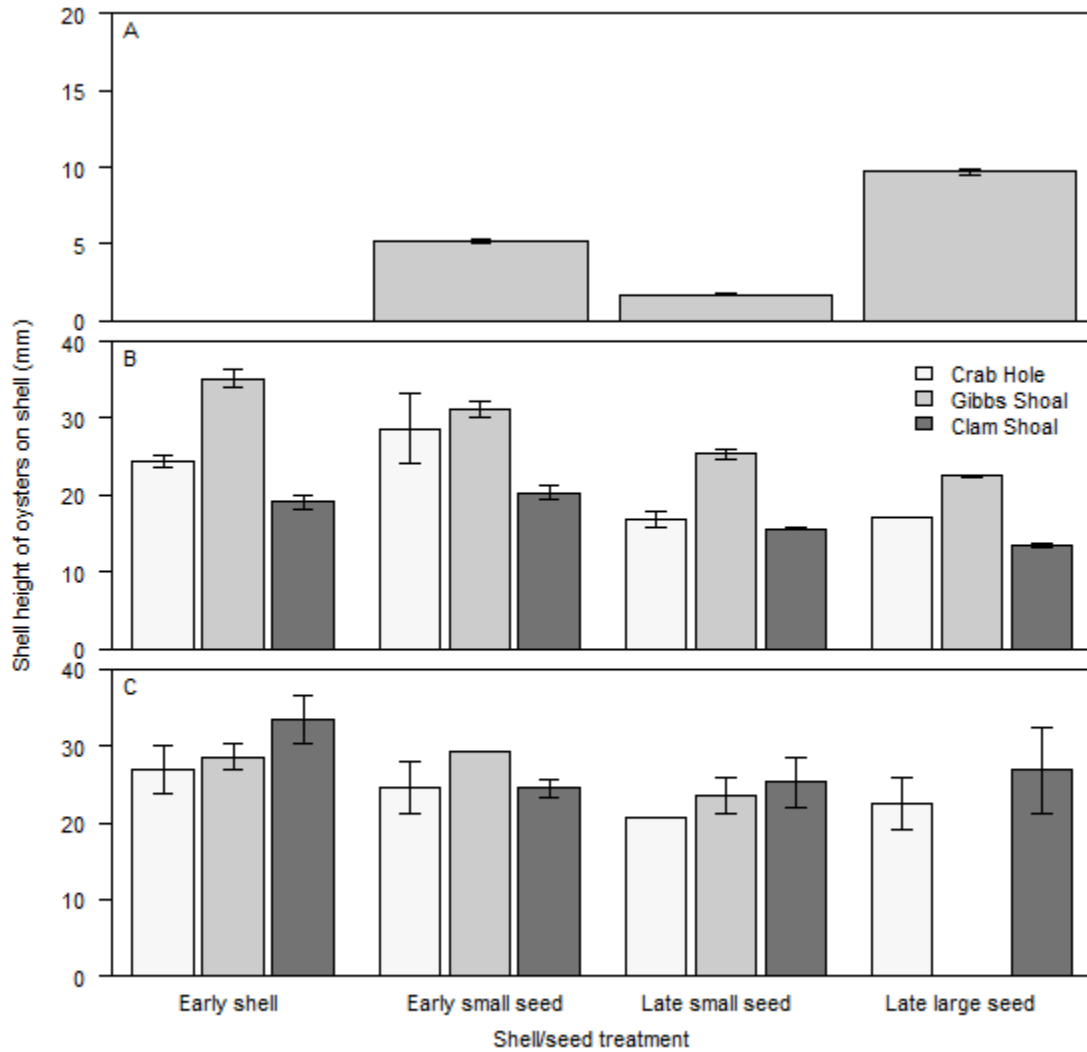 Shell height of oysters on shell (mm)
A
20
15
10
5
0
B
40
30
20
10
0
Crab Hole
Gibbs Shoal
Clam Shoal
C
40
30
20
10
0
Early shell
Early small seed
Late small seed
Late large seed
Shell/seed treatment